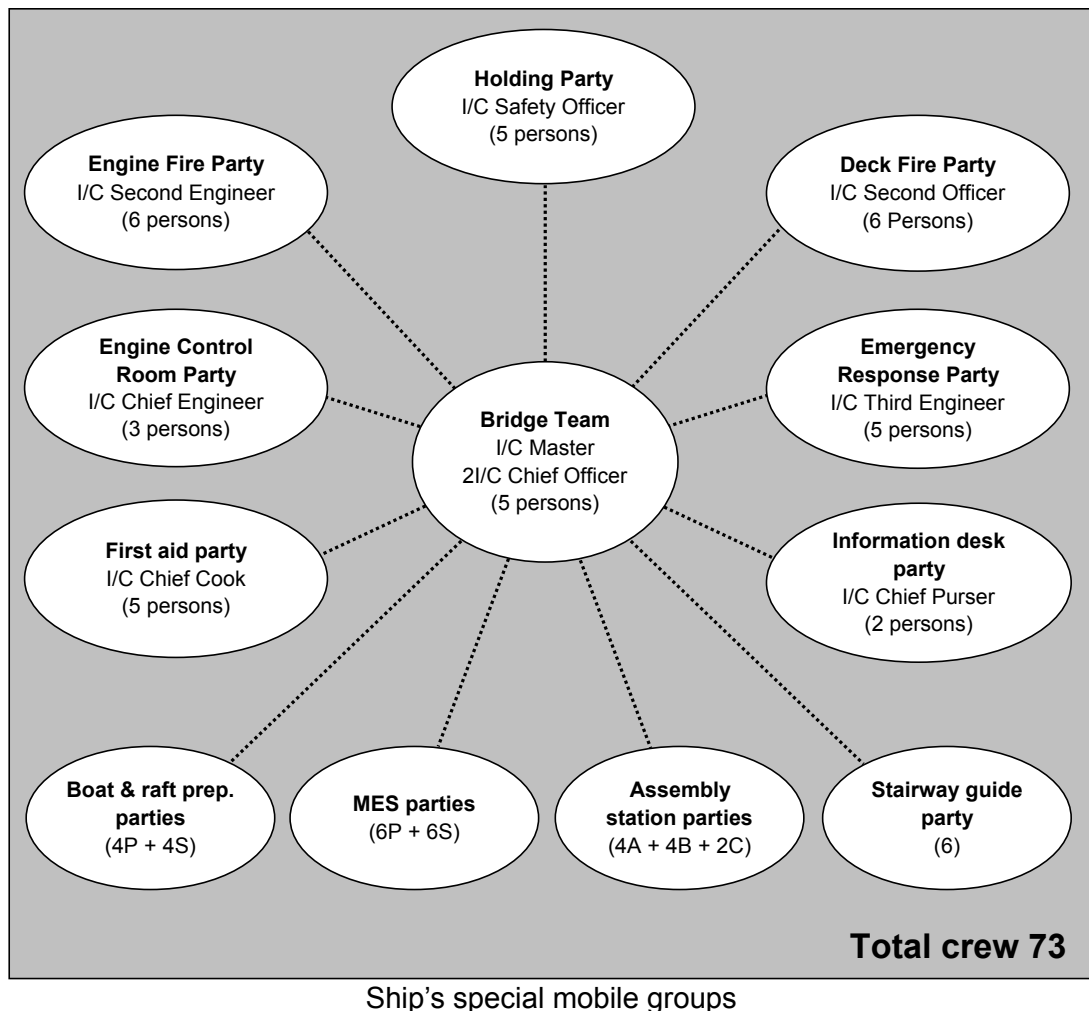 Holding Party
I/C Safety Officer
(5 persons)
Engine Fire Party
I/C Second Engineer
(6 persons)
Deck Fire Party
I/C Second Officer
(6 Persons)
Engine Control
Room Party
I/C Chief Engineer
(3 persons)
Emergency
Response Party
I/C Third Engineer
(5 persons)
Bridge Team
I/C Master
2I/C Chief Officer
(5 persons)
First aid party
I/C Chief Cook
(5 persons)
Information desk
party
I/C Chief Purser
(2 persons)
Boat & raft prep.
parties
(4P + 4S)
MES parties
(6P + 6S)
Assembly
station parties
(4A + 4B + 2C)
Stairway guide
party
(6)
Total crew 73
Ship's special mobile groups